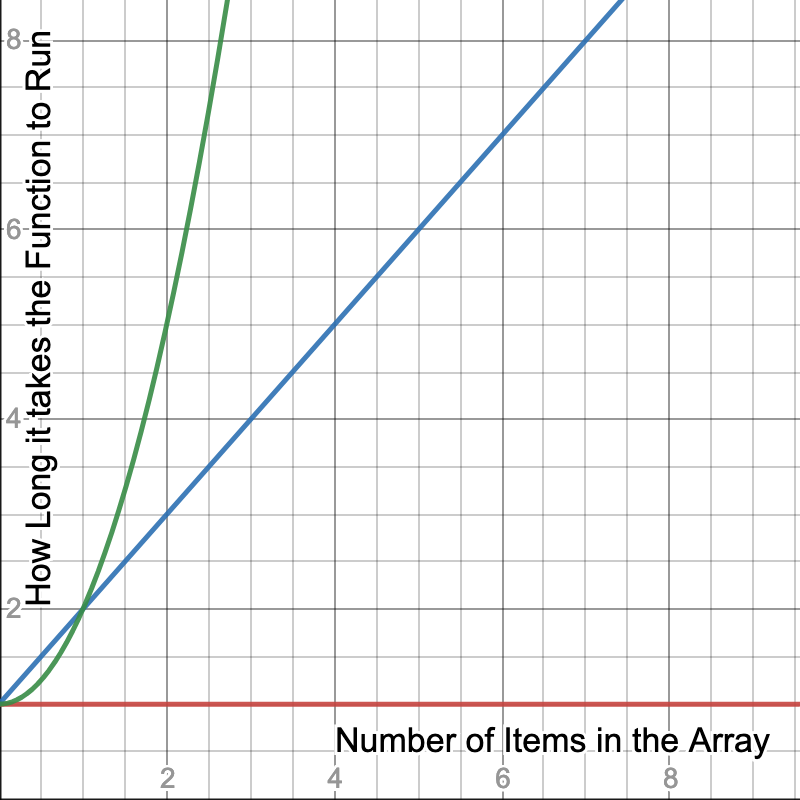 8
6
4
2
How Long it takes the Function to Run
Number of Items in the Array
2 4 6 8